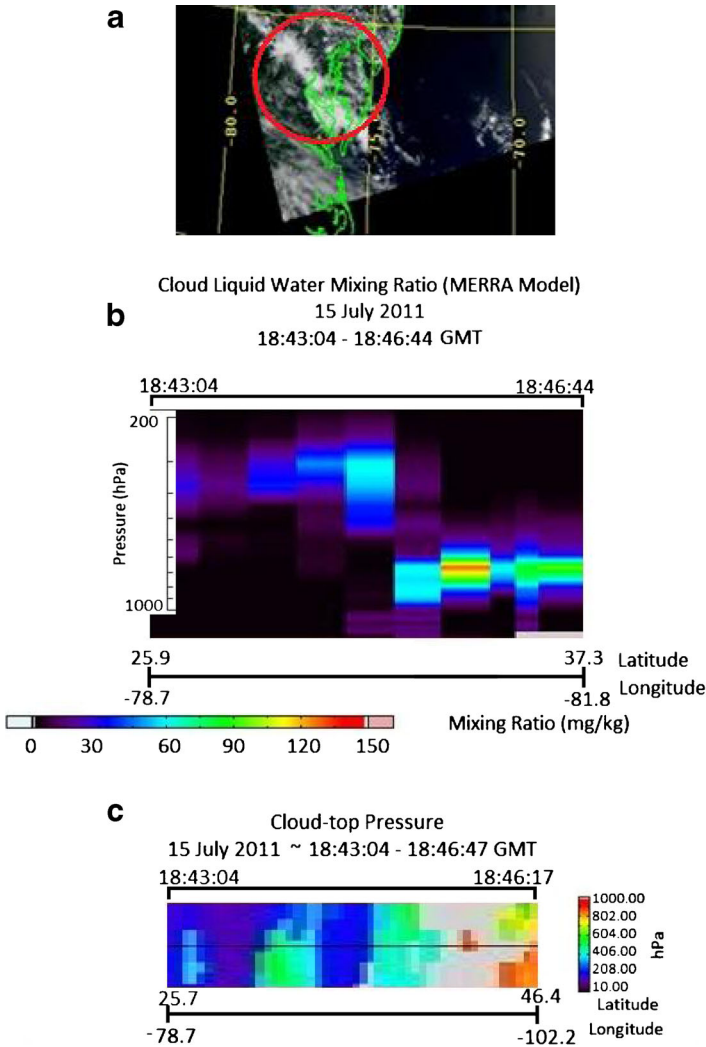 a
-80.0
-75.
-70.0
Cloud Liquid Water Mixing Ratio (MERRA Model)
b
15 July 2011
18:43:04 - 18:46:44 GMT
18:43:04 18:46:44
200
Pressure (hPa)
1000
25.9 37.3 Latitude
-78.7 -81.8 Longitude
Mixing Ratio (mg/kg)
0 30 60 90 120 150
c
Cloud-top Pressure
15 July 2011 ~ 18:43:04 - 18:46:47 GMT
18:43:04 18:46:17
1000.00
802.00
604.00
406.00
208.00
10.00
hPa
25.7 46.4 Latitude
-78.7 -102.2 Longitude